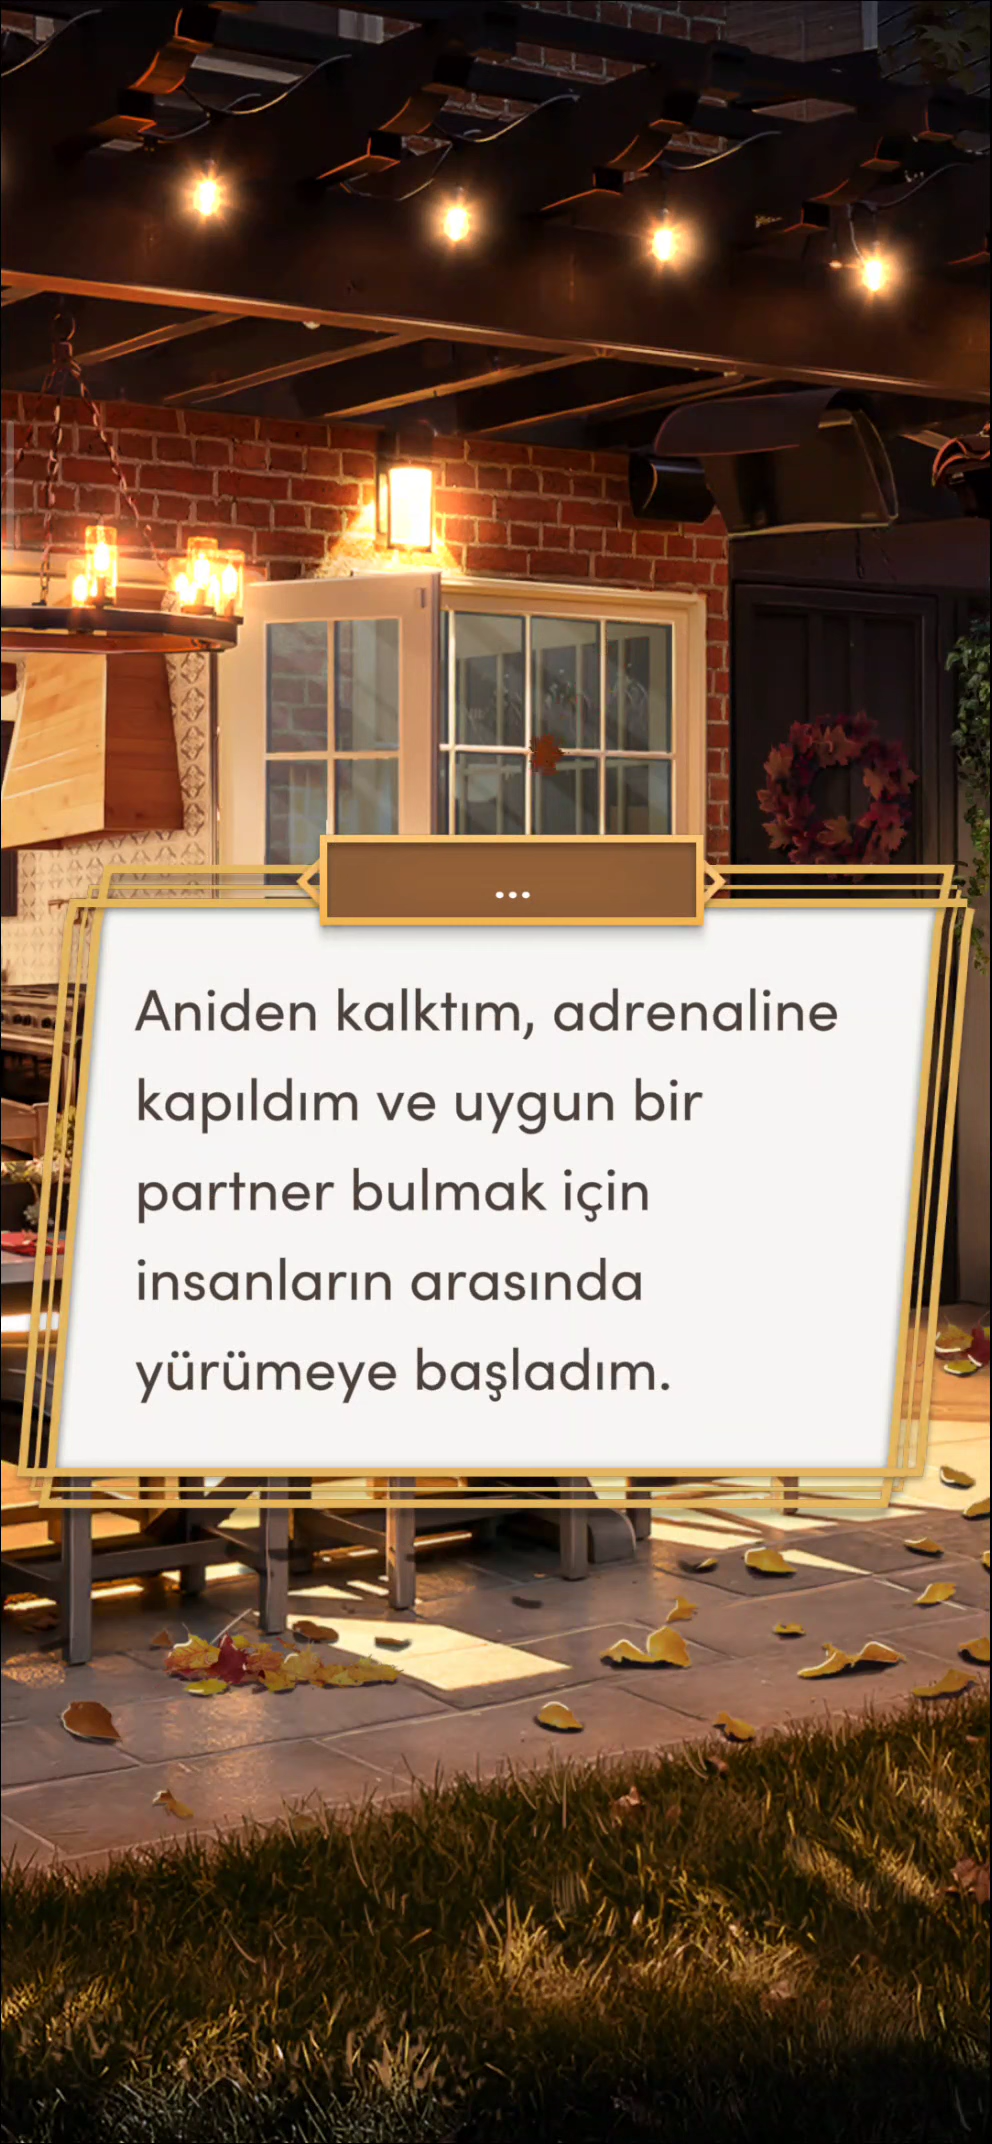 ...
Aniden kalktım, adrenaline
kapıldım ve uygun bir
partner bulmak için
insanların arasında
yürümeye başladım.